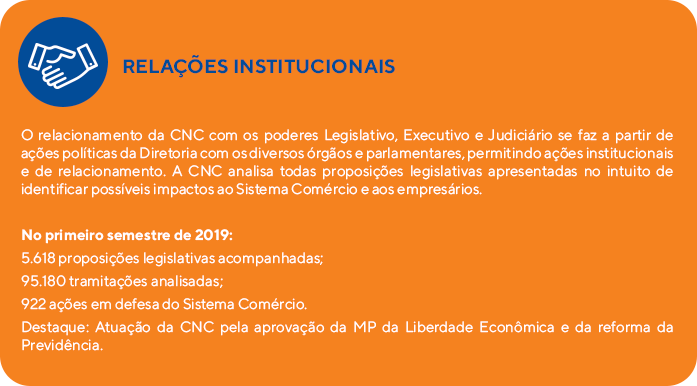 RELAÇÕES INSTITUCIONAIS
O relacionamento da CNC com os poderes Legislativo, Executivo e Judiciário se faz a partir de
ações políticas da Diretoria com os diversos órgãos e parlamentares, permitindo ações institucionais
e de relacionamento. A CNC analisa todas proposições legislativas apresentadas no intuito de
identificar possíveis impactos ao Sistema Comércio e aos empresários.
No primeiro semestre de 2019:
5.618 proposições legislativas acompanhadas;
95.180 tramitações analisadas;
922 ações em defesa do Sistema Comércio.
Destaque: Atuação da CNC pela aprovação da MP da Liberdade Econômica e da reforma da
Previdência.